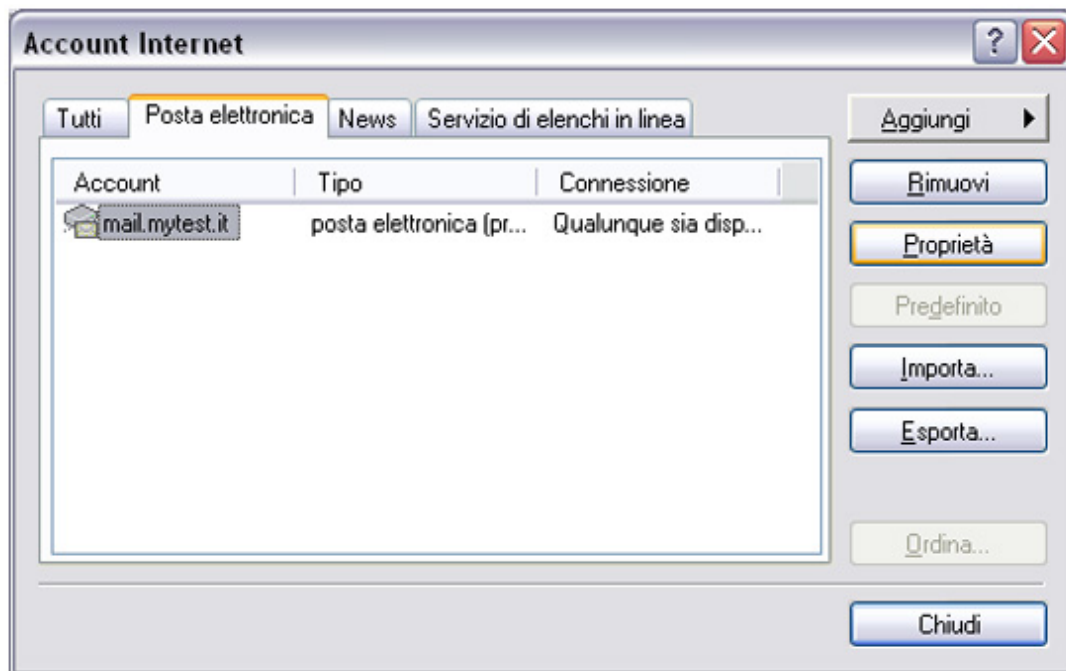 Account Internet
Tutti Posta elettronica News Servizio di elenchi in linea
Aggiungi
Account Tipo Connessione
Rimuovi
mail.mytest.it posta elettronica (pr... Qualunque sia disp...
Proprietà
Predefinito
Importa...
Esporta...
Ordina...
Chiudi